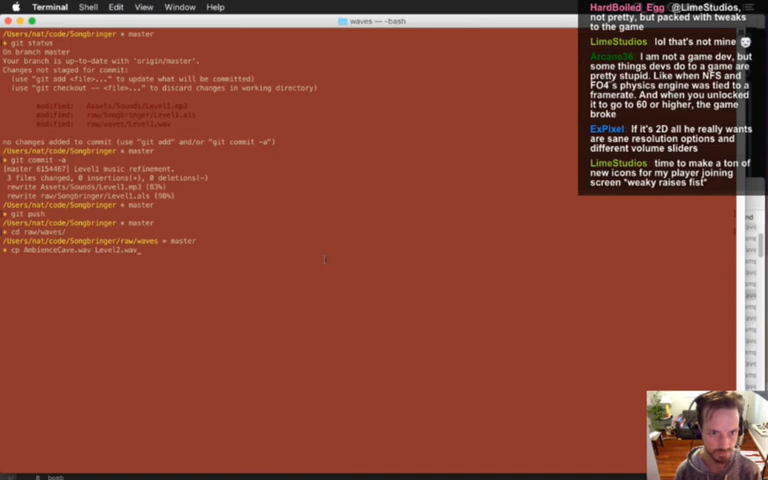 Terminal Shell Edit View Window Help
waves — -bash
/Users/nat/code/Songbringer * master
git status
On branch master
Your branch is up-to-date with 'origin/master'.
Changes not staged for commit:
(use "git add <file>..." to update what will be committed)
(use "git checkout -- <file>..." to discard changes in working directory)
modified: Assets/Sounds/Level1.mp3
modified: raw/Songbringer/Level1.als
modified: raw/waves/Level1.wav
no changes added to commit (use "git add" and/or "git commit -a")
/Users/nat/code/Songbringer * master
git commit -a
[master 6154467] Level1 music refinement.
3 files changed, 0 insertions(+), 0 deletions(-)
rewrite Assets/Sounds/Level1.mp3 (83%)
rewrite raw/Songbringer/Level1.als (90%)
/Users/nat/code/Songbringer * master
git push
/Users/nat/code/Songbringer * master
cd raw/waves/
/Users/nat/code/Songbringer/raw/waves * master
cp AmbienceCave.wav Level2.wav_
HardBoiled_Egg @LimeStudios,
not pretty, but packed with tweaks
to the game
LimeStudios lol that's not mine
Arcano36 I am not a game dev, but
some things devs do to a game are
pretty stupid. Like when NFS and
FO4's physics engine was tied to a
framerate. And when you unlocked
it to go to 60 or higher, the game
broke
ExPixel If it's 2D all he really wants
are sane resolution options and
different volume sliders
LimeStudios time to make a ton of
new icons for my player joining
screen *weaky raises fist*
bomb